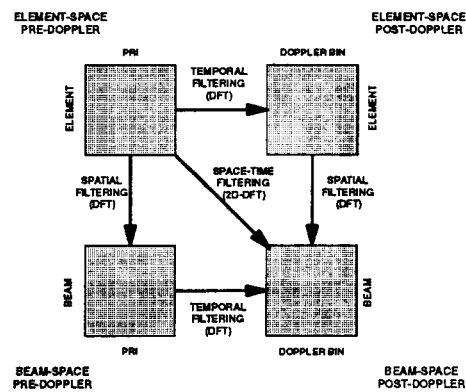 ELEMENT-SPACE
PRE-DOPPLER
ELEMENT-SPACE
POST-DOPPLER
PRI
DOPPLER BIN
ELEMENT
TEMPORAL
FILTERING
(DFT)
ELEMENT
SPATIAL
FILTERING
(DFT)
SPACE-TIME
FILTERING
(2D-DFT)
SPATIAL
FILTERING
(DFT)
BEAM
TEMPORAL
FILTERING
(DFT)
BEAM
PRI
DOPPLER BIN
BEAM-SPACE
PRE-DOPPLER
BEAM-SPACE
POST-DOPPLER